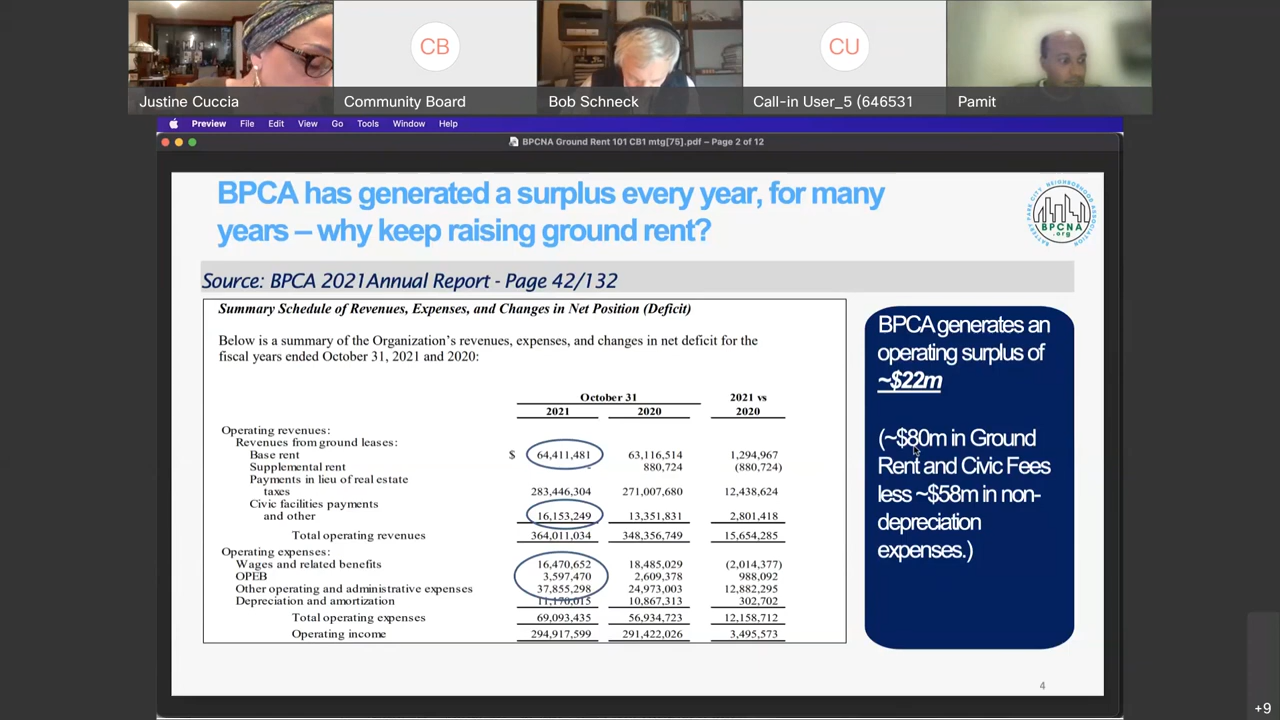 CB
CU
Justine Cuccia
Community Board
Bob Schneck
Call-in User_5 (646531
Pamit
Preview File Edit View Go Tools Window Help
BPCNA Ground Rent 101 CB1 mtg[75].pdf – Page 2 of 12
BPCA has generated a surplus every year, for many
years – why keep raising ground rent?
BATTERY PARK CITY NEIGHBORHOOD ASSOCIATION
BPCNA
.org
Source: BPCA 2021Annual Report - Page 42/132
Summary Schedule of Revenues, Expenses, and Changes in Net Position (Deficit)
Below is a summary of the Organization's revenues, expenses, and changes in net deficit for the
fiscal years ended October 31, 2021 and 2020:
October 31 2021 vs
2021 2020 2020
Operating revenues:
Revenues from ground leases:
Base rent $ 64,411,481 63,116,514 1,294,967
Supplemental rent - 880,724 (880,724)
Payments in lieu of real estate
taxes 283,446,304 271,007,680 12,438,624
Civic facilities payments
and other 16,153,249 13,351,831 2,801,418
Total operating revenues 364,011,034 348,356,749 15,654,285
Operating expenses:
Wages and related benefits 16,470,652 18,485,029 (2,014,377)
OPEB 3,597,470 2,609,378 988,092
Other operating and administrative expenses 37,855,298 24,973,003 12,882,295
Depreciation and amortization 11,170,015 10,867,313 302,702
Total operating expenses 69,093,435 56,934,723 12,158,712
Operating income 294,917,599 291,422,026 3,495,573
BPCA generates an
operating surplus of
~$22m
(~$80m in Ground
Rent and Civic Fees
less ~$58m in non-
depreciation
expenses.)
4
+9